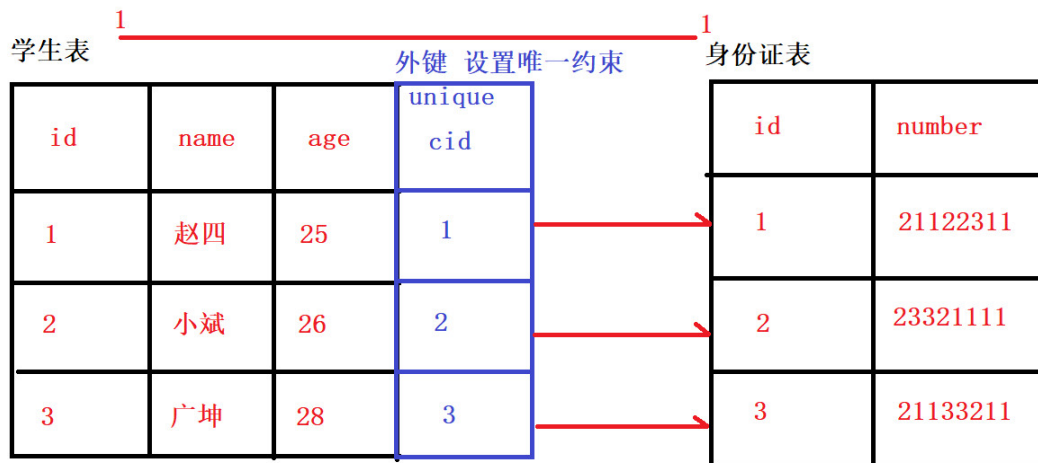 1 1
学生表 身份证表
外键 设置唯一约束
unique
id name age cid id number
1 赵四 25 1 1 21122311
2 小斌 26 2 2 23321111
3 广坤 28 3 3 21133211